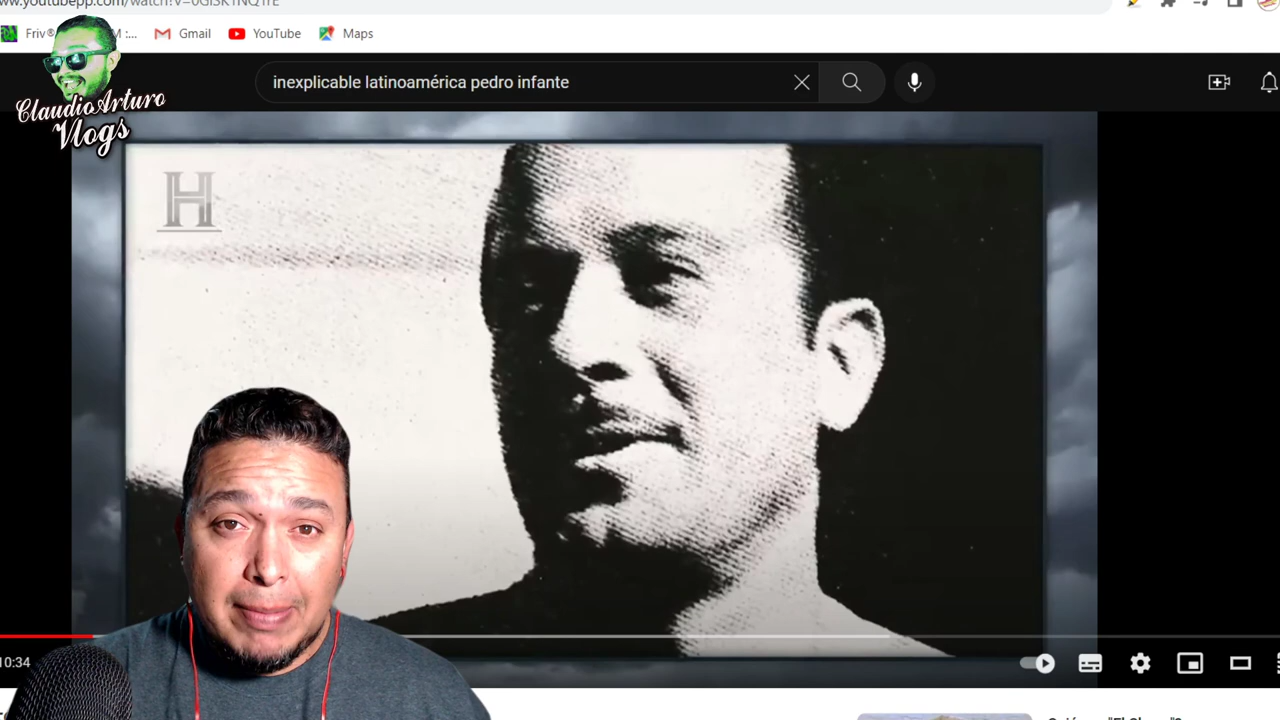 Friv®
Gmail
YouTube
Maps
ClaudioArturo
Vlogs
inexplicable latinoamérica pedro infante
H
10:34